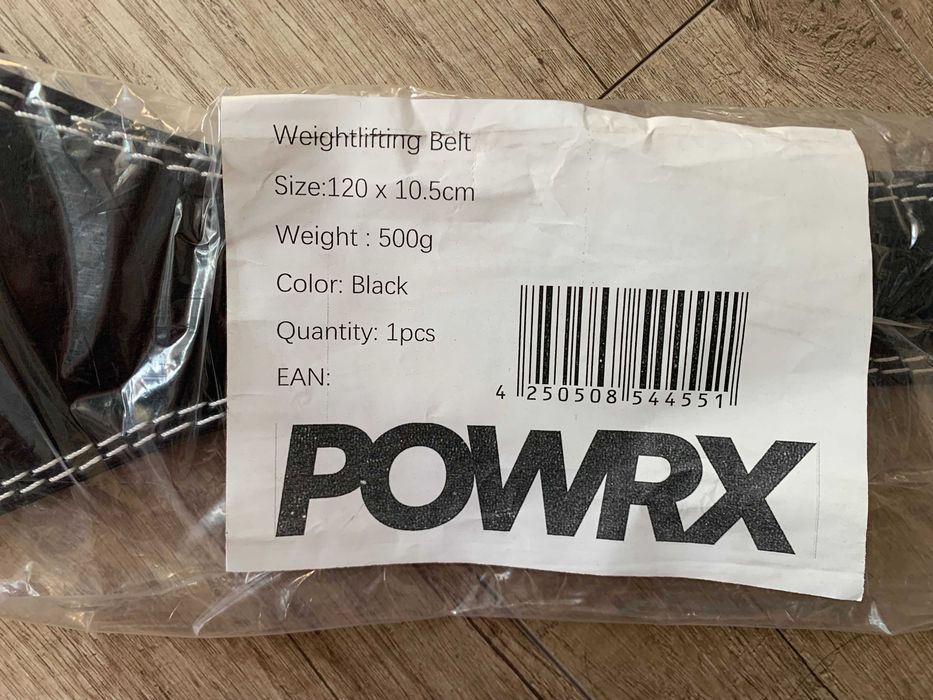 Weightlifting Belt
Size:120 x 10.5cm
Weight : 500g
Color: Black
Quantity: 1pcs
EAN:
4 250508 544551
POWRX